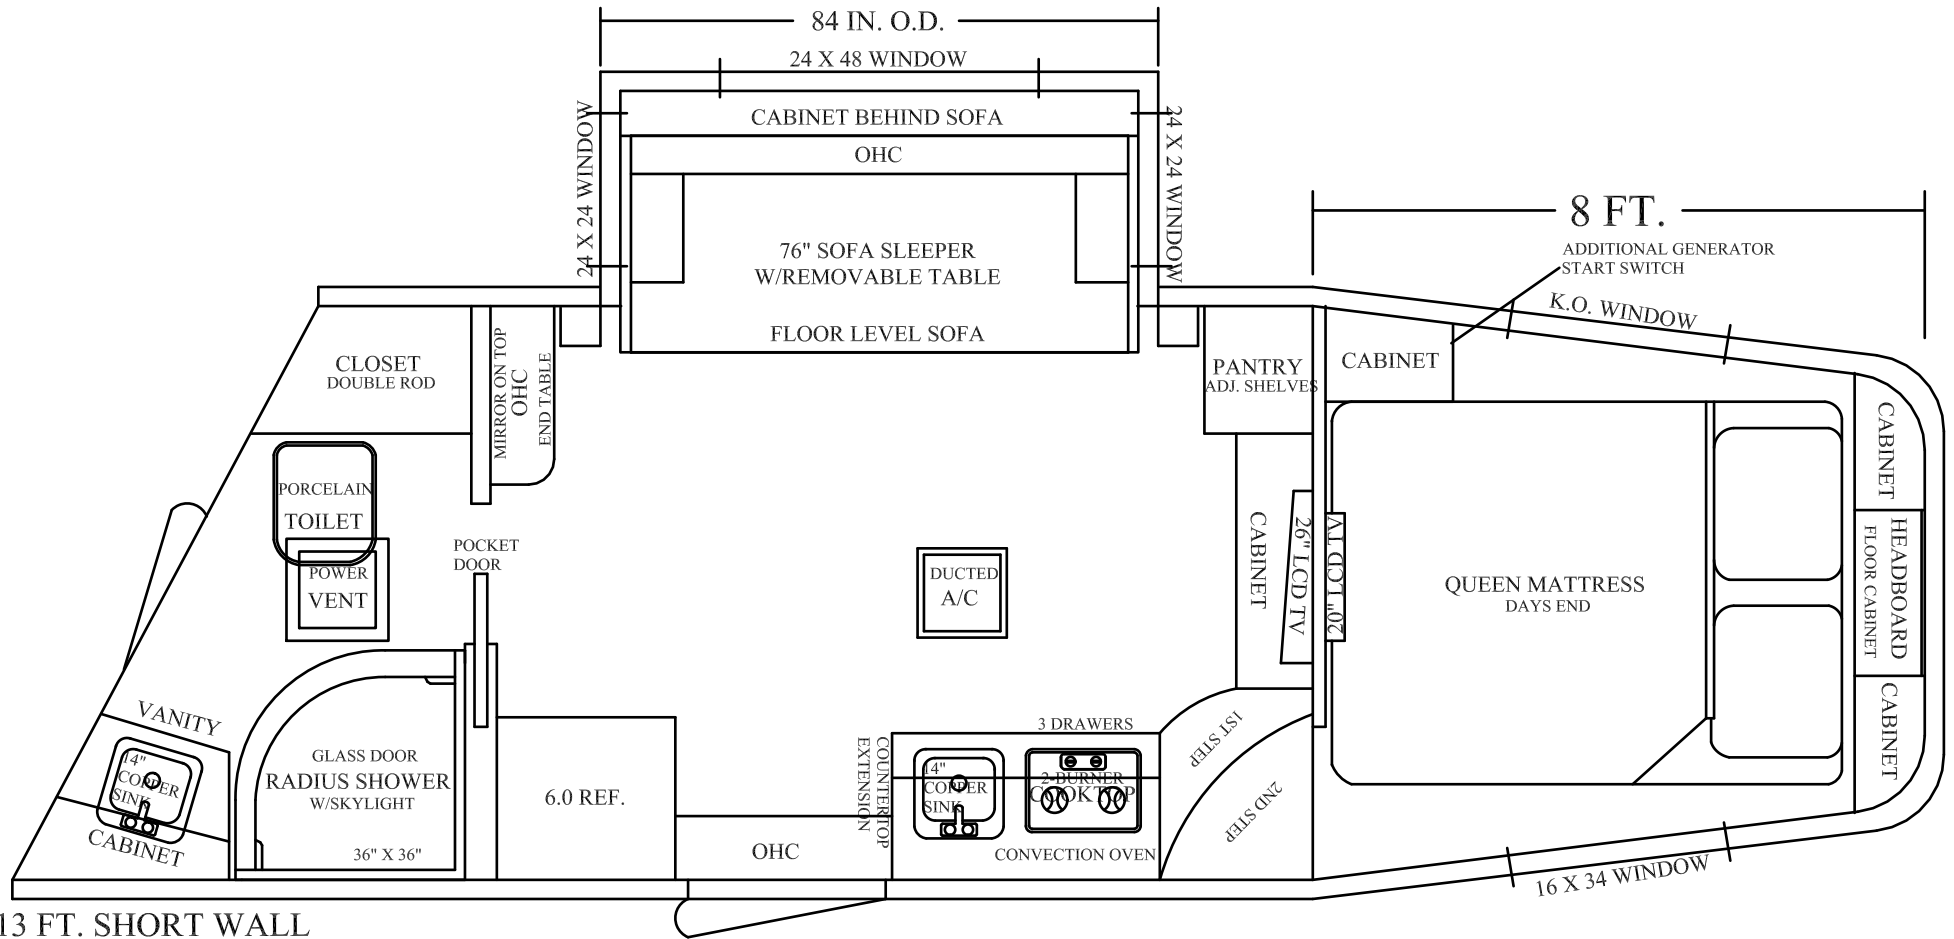 84 IN. O.D.
24 X 48 WINDOW
24 X 24 WINDOW
CABINET BEHIND SOFA
OHC
24 X 24 WINDOW
76" SOFA SLEEPER
W/REMOVABLE TABLE
FLOOR LEVEL SOFA
8 FT.
ADDITIONAL GENERATOR
START SWITCH
K.O. WINDOW
CLOSET
DOUBLE ROD
MIRROR ON TOP
OHC
END TABLE
PANTRY
ADJ. SHELVES
CABINET
CABINET
PORCELAIN
TOILET
POWER
VENT
POCKET
DOOR
DUCTED
A/C
CABINET
26" LCD TV
20" LCD TV
QUEEN MATTRESS
DAYS END
HEADBOARD
FLOOR CABINET
CABINET
VANITY
14"
COPPER
SINK
CABINET
GLASS DOOR
RADIUS SHOWER
W/SKYLIGHT
36" X 36"
6.0 REF.
OHC
COUNTERTOP
EXTENSION
3 DRAWERS
14"
COPPER
SINK
2-BURNER
COOKTOP
CONVECTION OVEN
1ST STEP
2ND STEP
16 X 34 WINDOW
13 FT. SHORT WALL